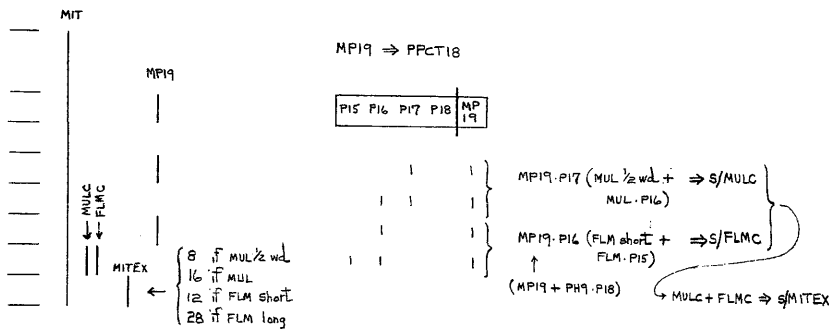 MIT
MP19 ⇒ PPCT18
MP19
P15 P16 P17 P18 MP 19
MULC
FLMC
MP19·P17 (MUL ½ wd + ⇒ S/MULC
MUL·P16)
MP19·P16 (FLM short + ⇒ S/FLMC
FLM·P15)
(MP19 + PH9·P18)
MULC + FLMC ⇒ S/MITEX
MITEX
8 if MUL ½ wd
16 if MUL
12 if FLM short
28 if FLM long